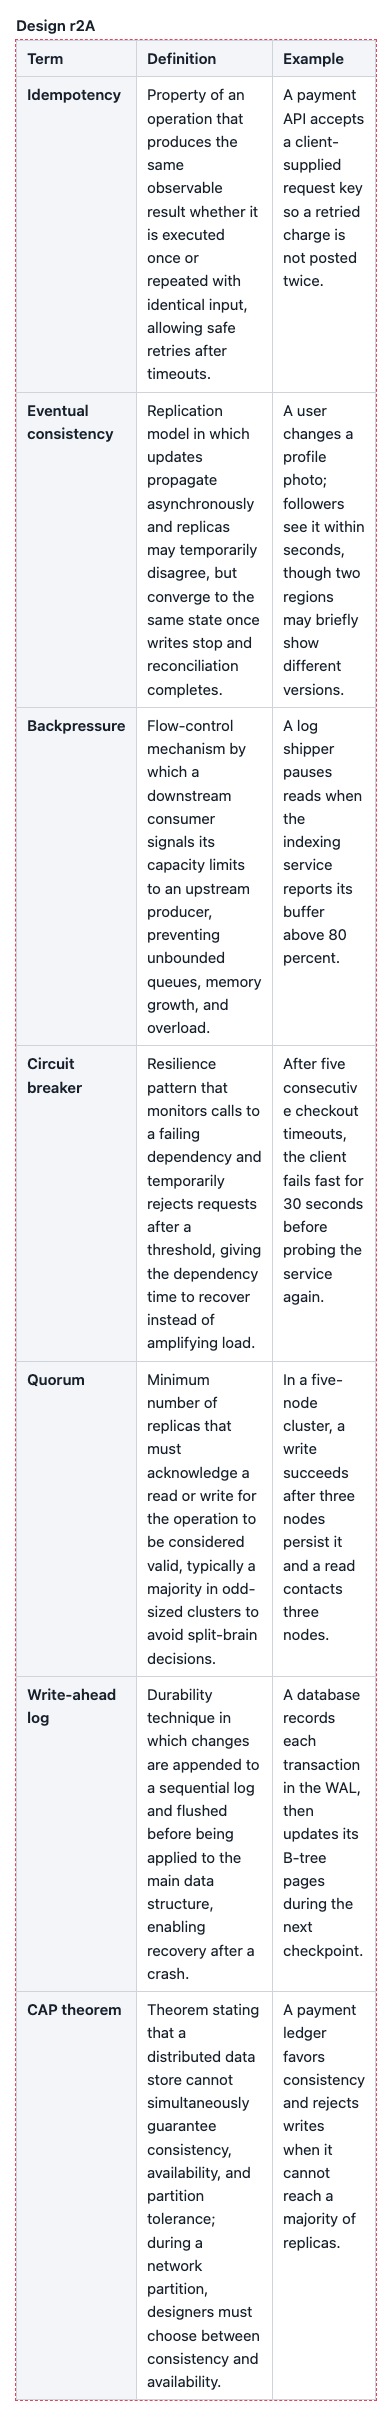 Design r2A
Term Definition Example
Idempotency
Property of an
operation that
produces the
same
observable
result whether it
is executed
once or
repeated with
identical input,
allowing safe
retries after
timeouts.
A payment
API accepts
a client-
supplied
request key
so a retried
charge is
not posted
twice.
Eventual
consistency
Replication
model in which
updates
propagate
asynchronously
and replicas
may temporarily
disagree, but
converge to the
same state once
writes stop and
reconciliation
completes.
A user
changes a
profile
photo;
followers
see it within
seconds,
though two
regions
may briefly
show
different
versions.
Backpressure
Flow-control
mechanism by
which a
downstream
consumer
signals its
capacity limits
to an upstream
producer,
preventing
unbounded
queues, memory
growth, and
overload.
A log
shipper
pauses
reads when
the
indexing
service
reports its
buffer
above 80
percent.
Circuit
breaker
Resilience
pattern that
monitors calls to
a failing
dependency and
temporarily
rejects requests
after a
threshold, giving
the dependency
time to recover
instead of
amplifying load.
After five
consecutiv
e checkout
timeouts,
the client
fails fast for
30 seconds
before
probing the
service
again.
Quorum
Minimum
number of
replicas that
must
acknowledge a
read or write for
the operation to
be considered
valid, typically a
majority in odd-
sized clusters to
avoid split-brain
decisions.
In a five-
node
cluster, a
write
succeeds
after three
nodes
persist it
and a read
contacts
three
nodes.
Write-ahead
log
Durability
technique in
which changes
are appended to
a sequential log
and flushed
before being
applied to the
main data
structure,
enabling
recovery after a
crash.
A database
records
each
transaction
in the WAL,
then
updates its
B-tree
pages
during the
next
checkpoint.
CAP theorem
Theorem stating
that a
distributed data
store cannot
simultaneously
guarantee
consistency,
availability, and
partition
tolerance;
during a
network
partition,
designers must
choose between
consistency and
availability.
A payment
ledger
favors
consistency
and rejects
writes
when it
cannot
reach a
majority of
replicas.